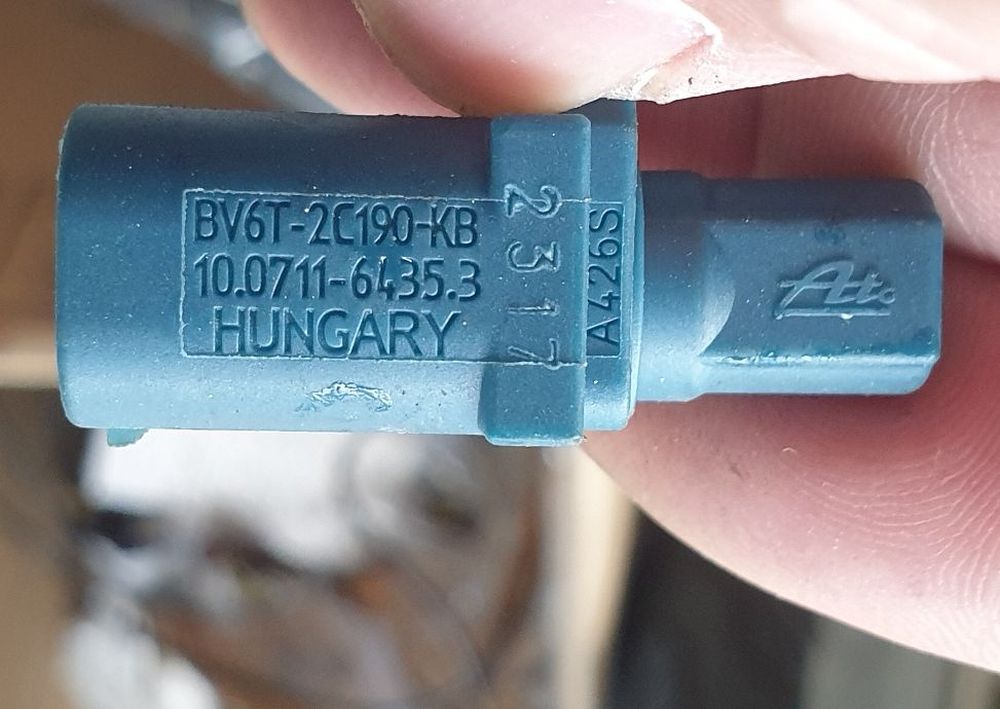 BV6T-2C190-KB
10.0711-6435.3
HUNGARY
2317
A426S
Ate